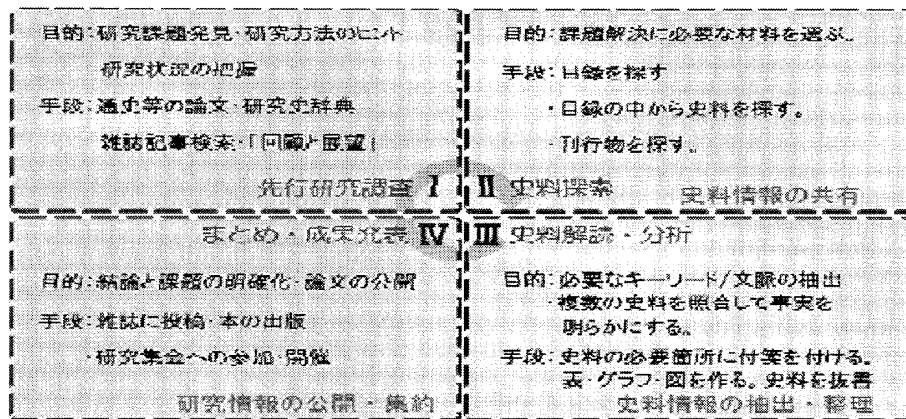 目的:研究課題発見・研究方法のヒント
研究状況の把握
手段:通史等の論文・研究史辞典
雑誌記事検索・「回顧と展望」
先行研究調査 I
目的:課題解決に必要な材料を選ぶ。
手段:目録を探す
・目録の中から史料を探す。
・刊行物を探す。
II 史料探索
史料情報の共有
まとめ・成果発表 IV
目的:結論と課題の明確化・論文の公開
手段:雑誌に投稿・本の出版
・研究集会への参加・開催
研究情報の公開・集約
III 史料解読・分析
目的:必要なキーワード/文脈の抽出
・複数の史料を照合して事実を
明らかにする。
手段:史料の必要箇所に付箋を付ける。
表・グラフ・図を作る。史料を抜書
史料情報の抽出・整理